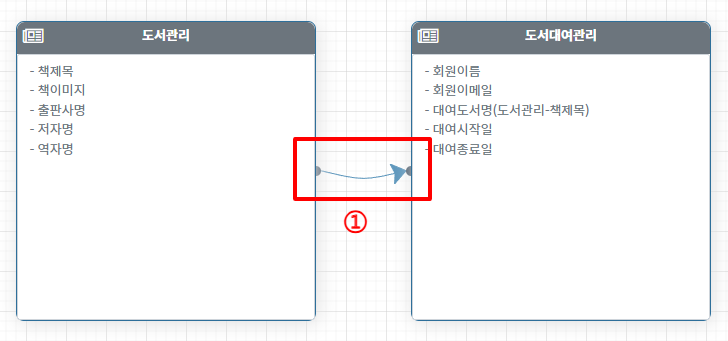 도서관리
- 책제목
- 책이미지
- 출판사명
- 저자명
- 역자명
도서대여관리
- 회원이름
- 회원이메일
- 대여도서명(도서관리-책제목)
- 대여시작일
- 대여종료일
①